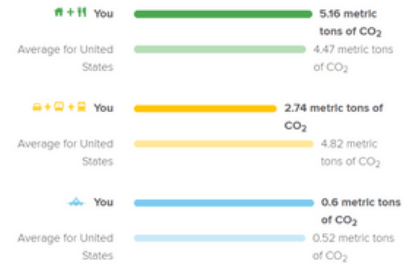 You 5.16 metric
tons of CO₂
Average for United 4.47 metric tons
States of CO₂
You 2.74 metric tons of
CO₂
Average for United 4.82 metric
States tons of CO₂
You 0.6 metric tons
of CO₂
Average for United 0.52 metric tons
States of CO₂